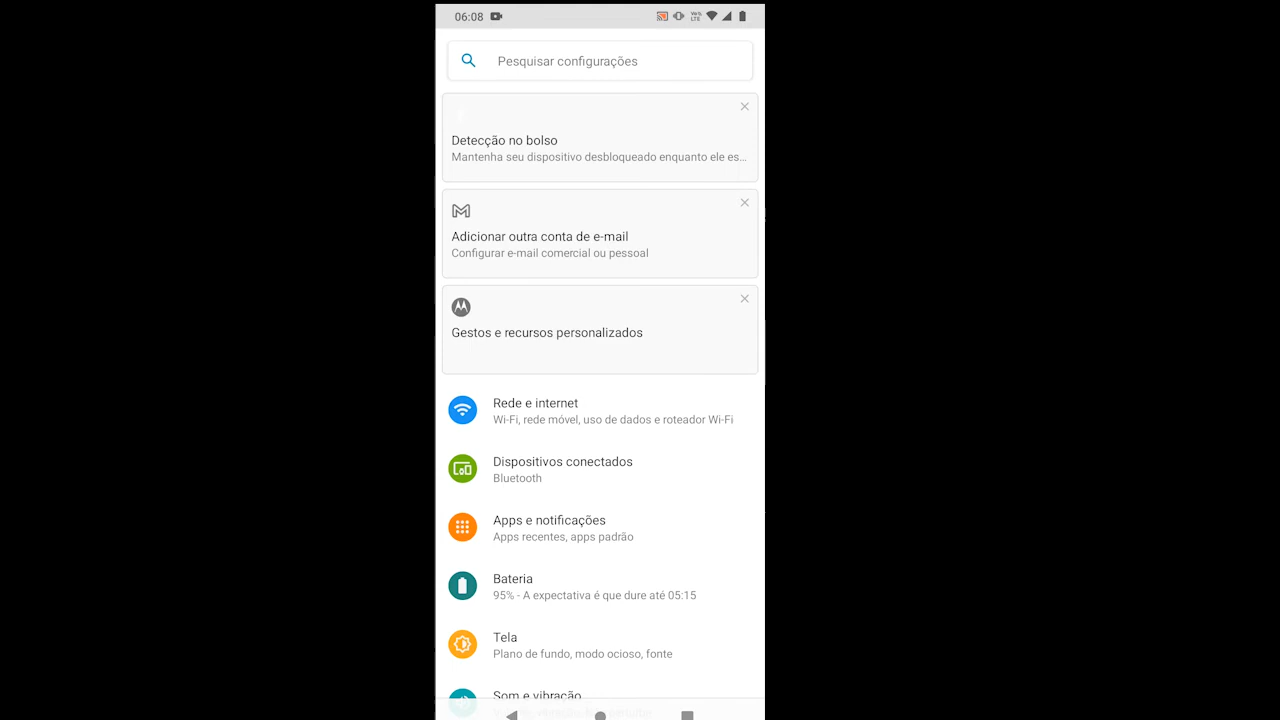 06:08
VoLTE
Pesquisar configurações
Detecção no bolso
Mantenha seu dispositivo desbloqueado enquanto ele es...
Adicionar outra conta de e-mail
Configurar e-mail comercial ou pessoal
Gestos e recursos personalizados
Rede e internet
Wi-Fi, rede móvel, uso de dados e roteador Wi-Fi
Dispositivos conectados
Bluetooth
Apps e notificações
Apps recentes, apps padrão
Bateria
95% - A expectativa é que dure até 05:15
Tela
Plano de fundo, modo ocioso, fonte
Som e vibração